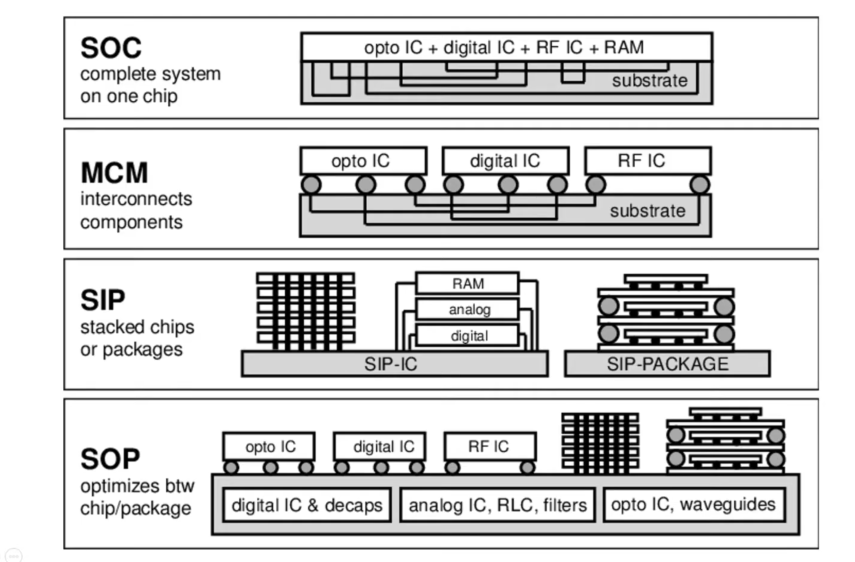 SOC
complete system
on one chip
opto IC + digital IC + RF IC + RAM
substrate
MCM
interconnects
components
opto IC
digital IC
RF IC
substrate
SIP
stacked chips
or packages
RAM
analog
digital
SIP-IC
SIP-PACKAGE
SOP
optimizes btw
chip/package
opto IC
digital IC
RF IC
digital IC & decaps
analog IC, RLC, filters
opto IC, waveguides